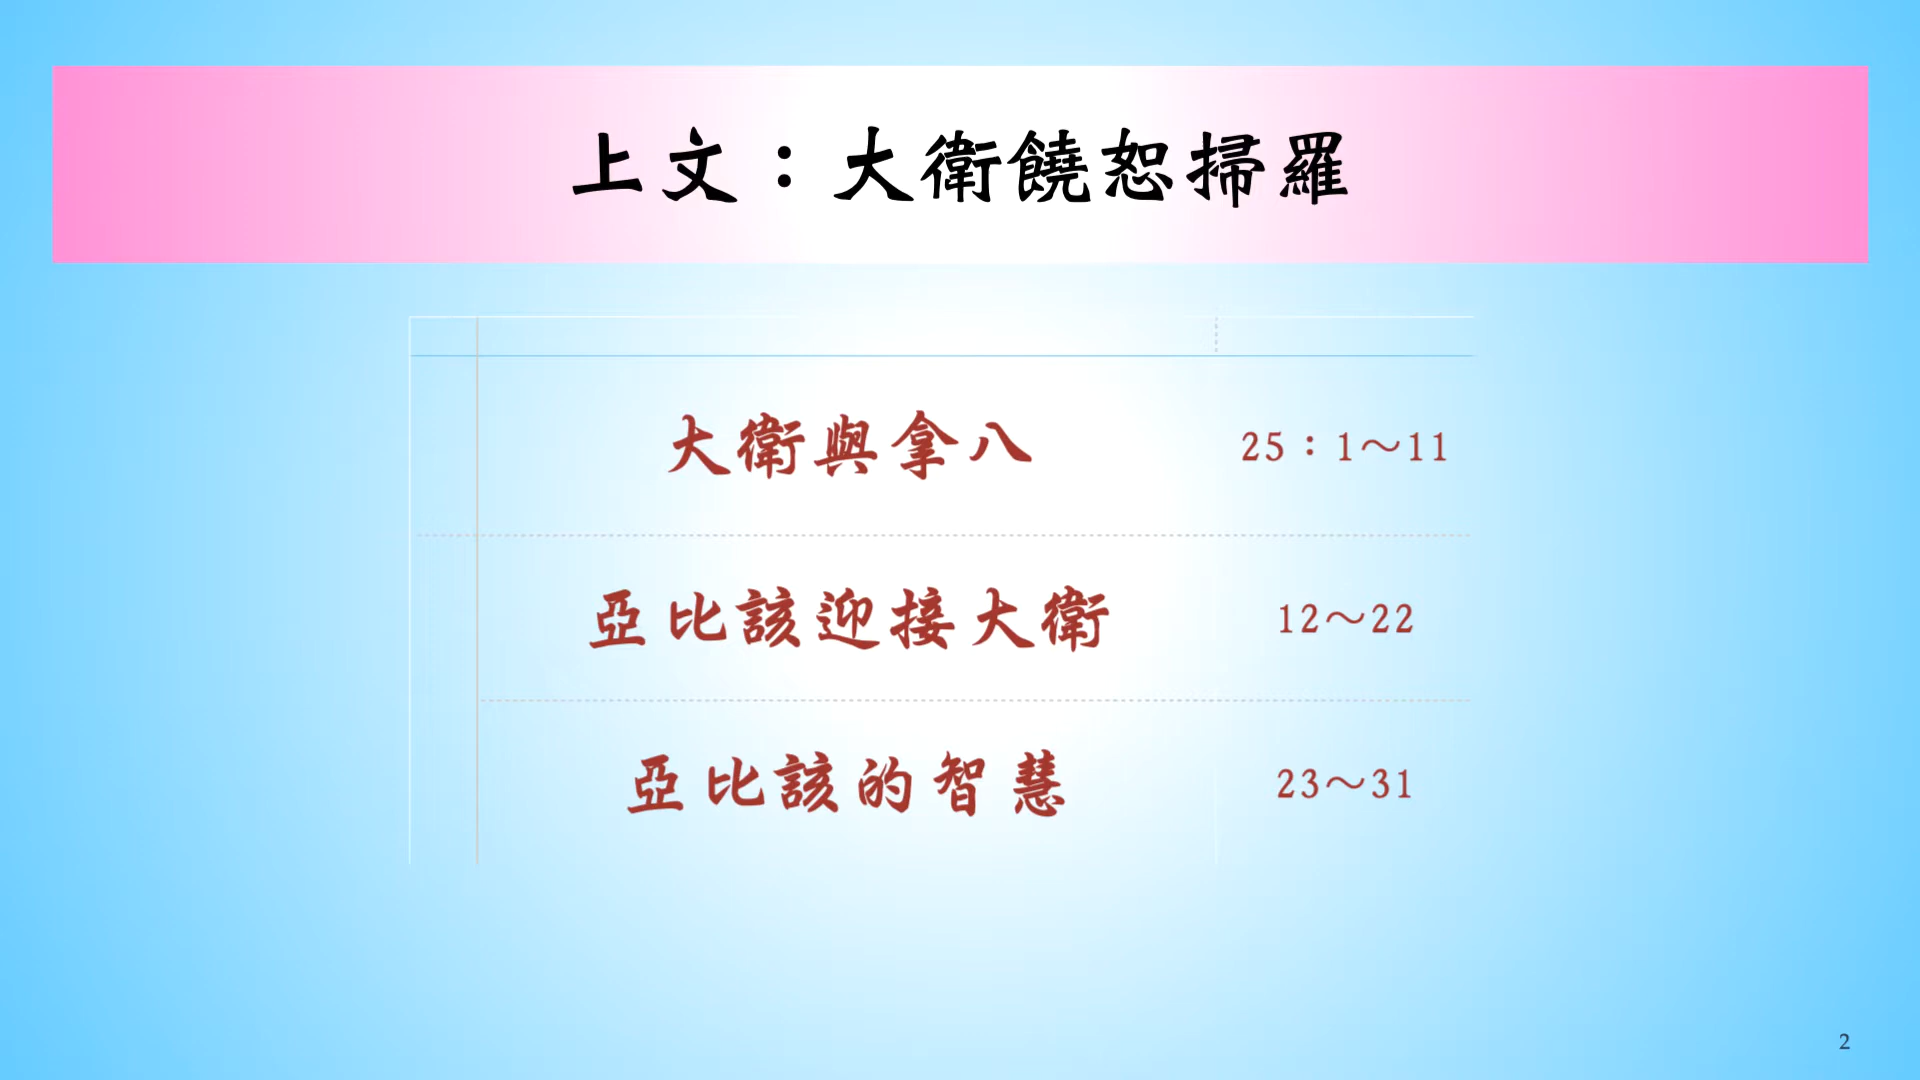 上文：大衛饒恕掃羅
大衛與拿八 25：1～11
亞比該迎接大衛 12～22
亞比該的智慧 23～31
2